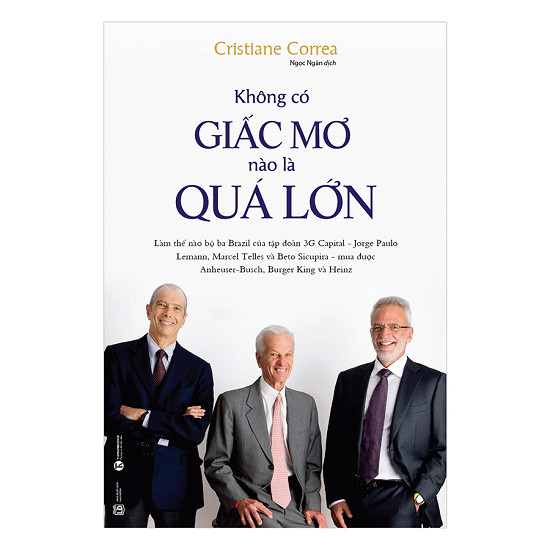 Cristiane Correa
Ngọc Ngân dịch
Không có
GIẤC MƠ
nào là
QUÁ LỚN
Làm thế nào bộ ba Brazil của tập đoàn 3G Capital - Jorge Paulo
Lemann, Marcel Telles và Beto Sicupira - mua được
Anheuser-Busch, Burger King và Heinz